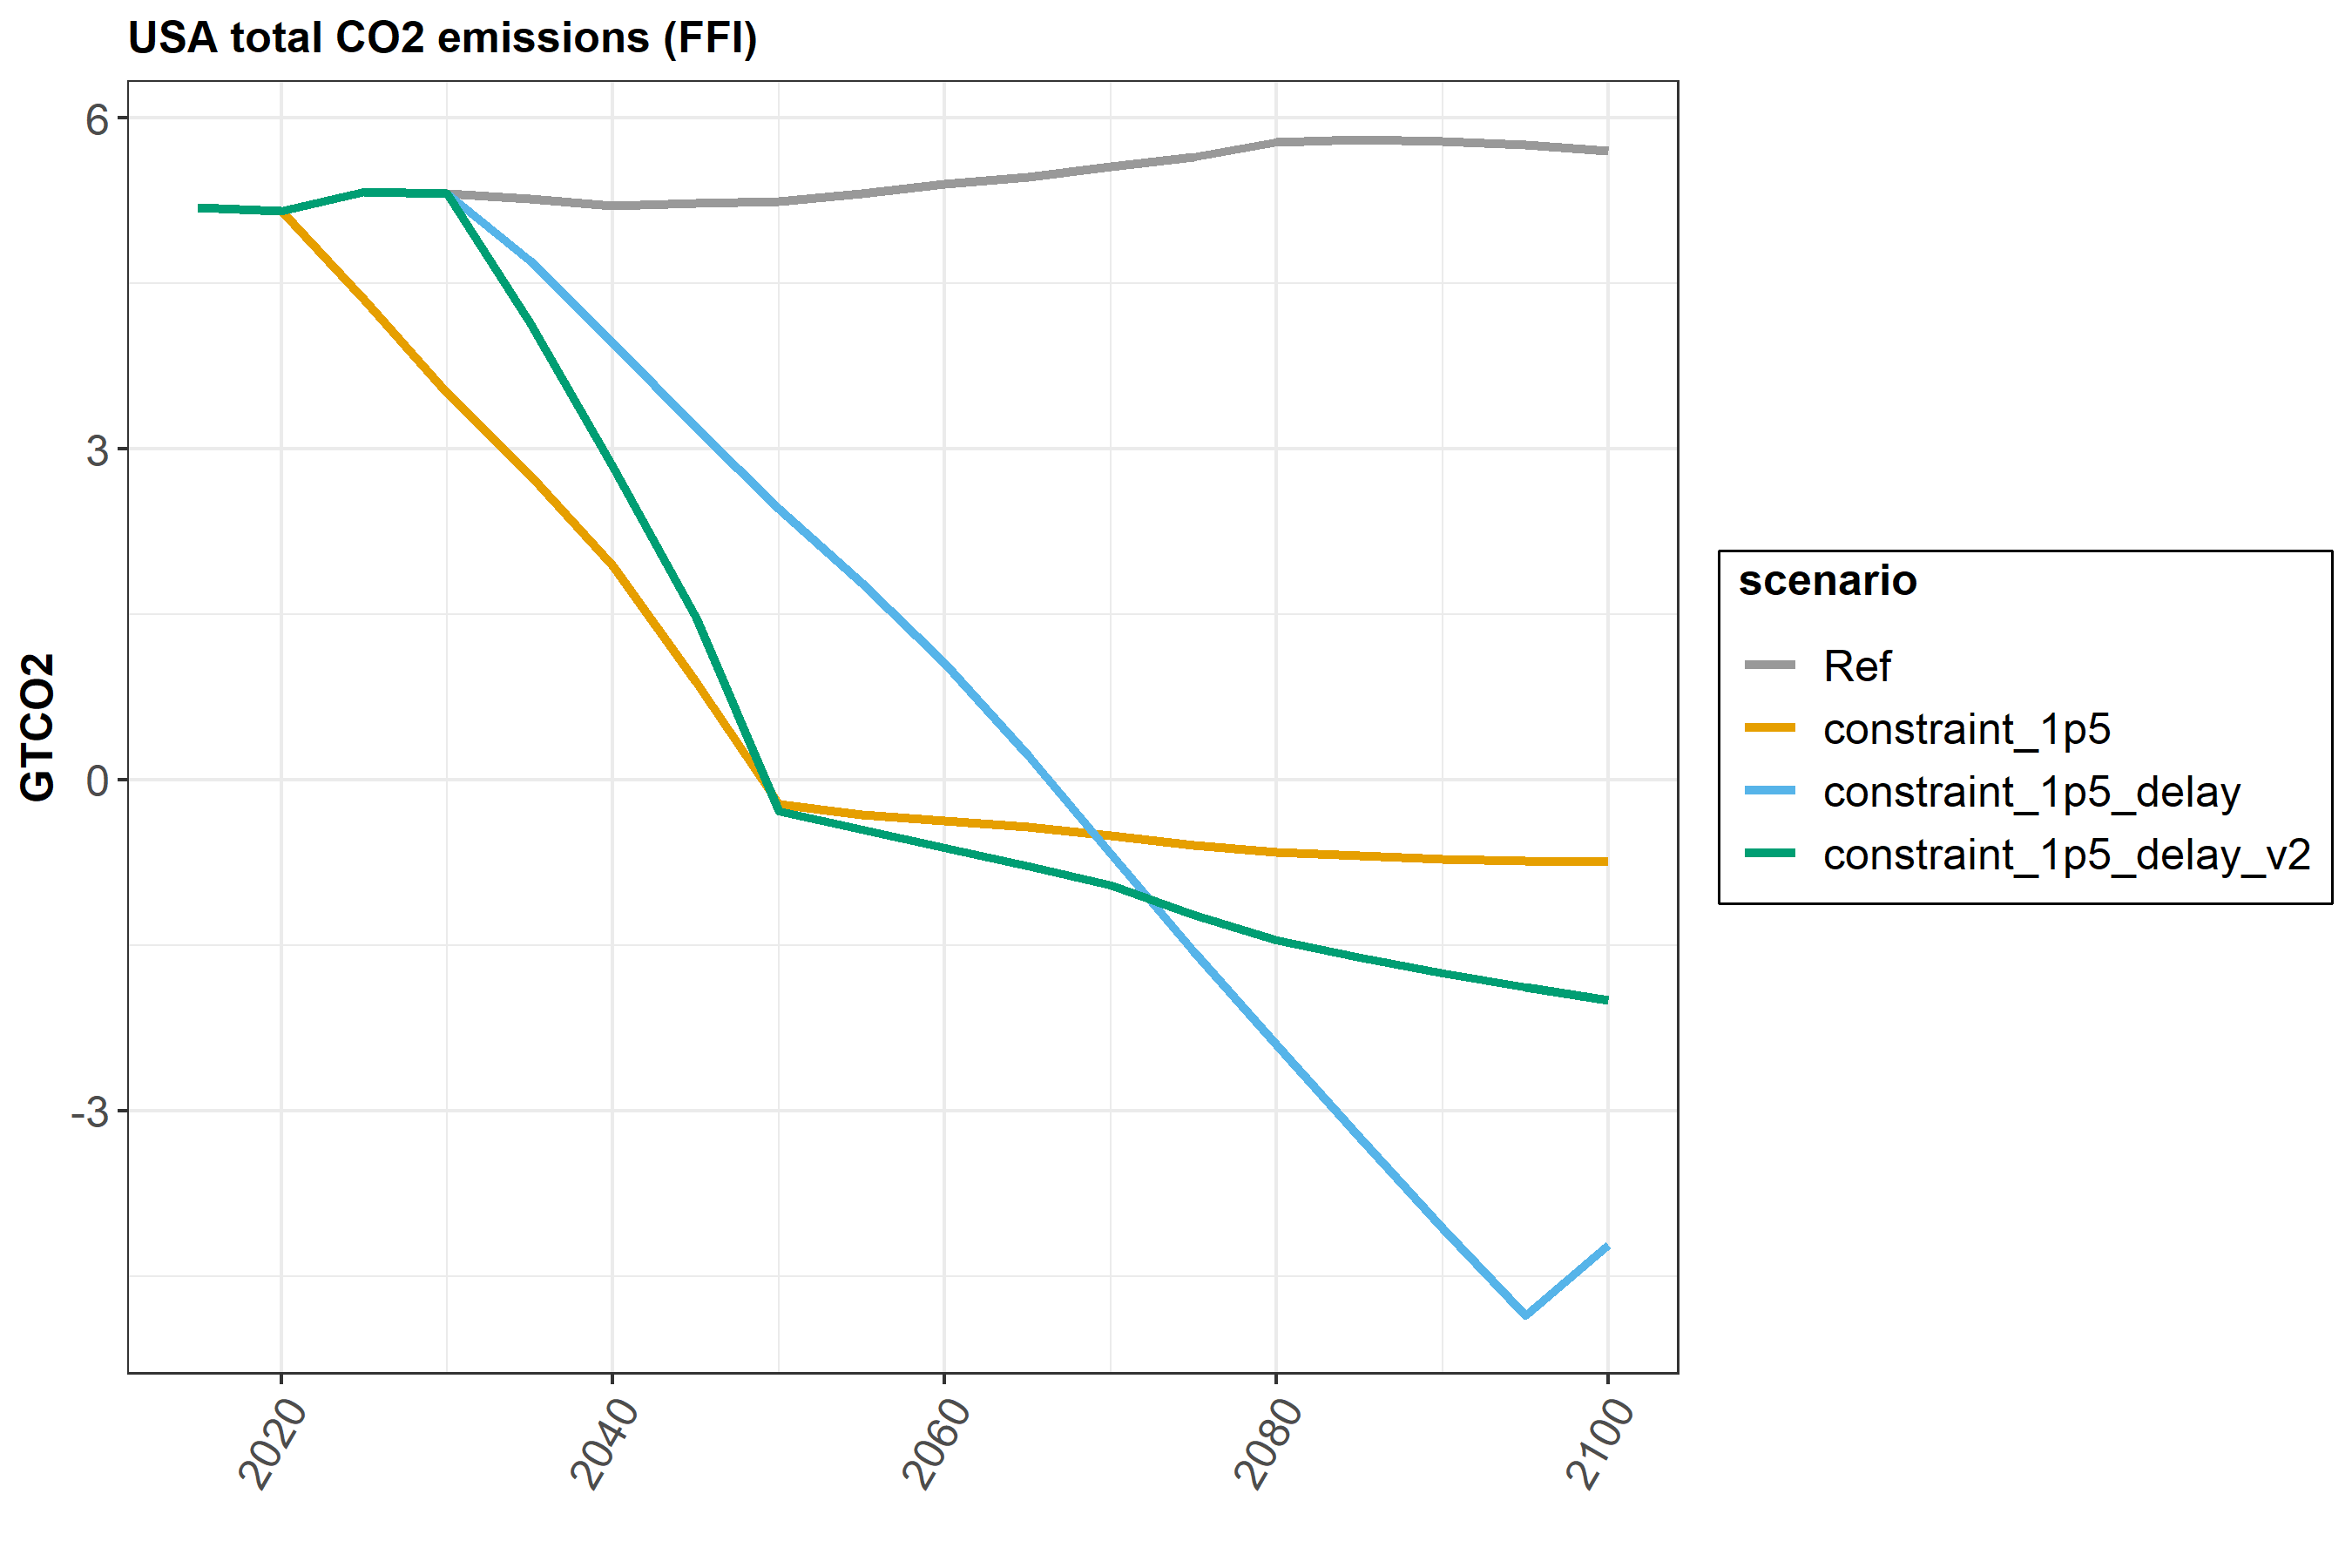 USA total CO2 emissions (FFI)
GTCO2
6
3
0
-3
2020
2040
2060
2080
2100
scenario
Ref
constraint_1p5
constraint_1p5_delay
constraint_1p5_delay_v2